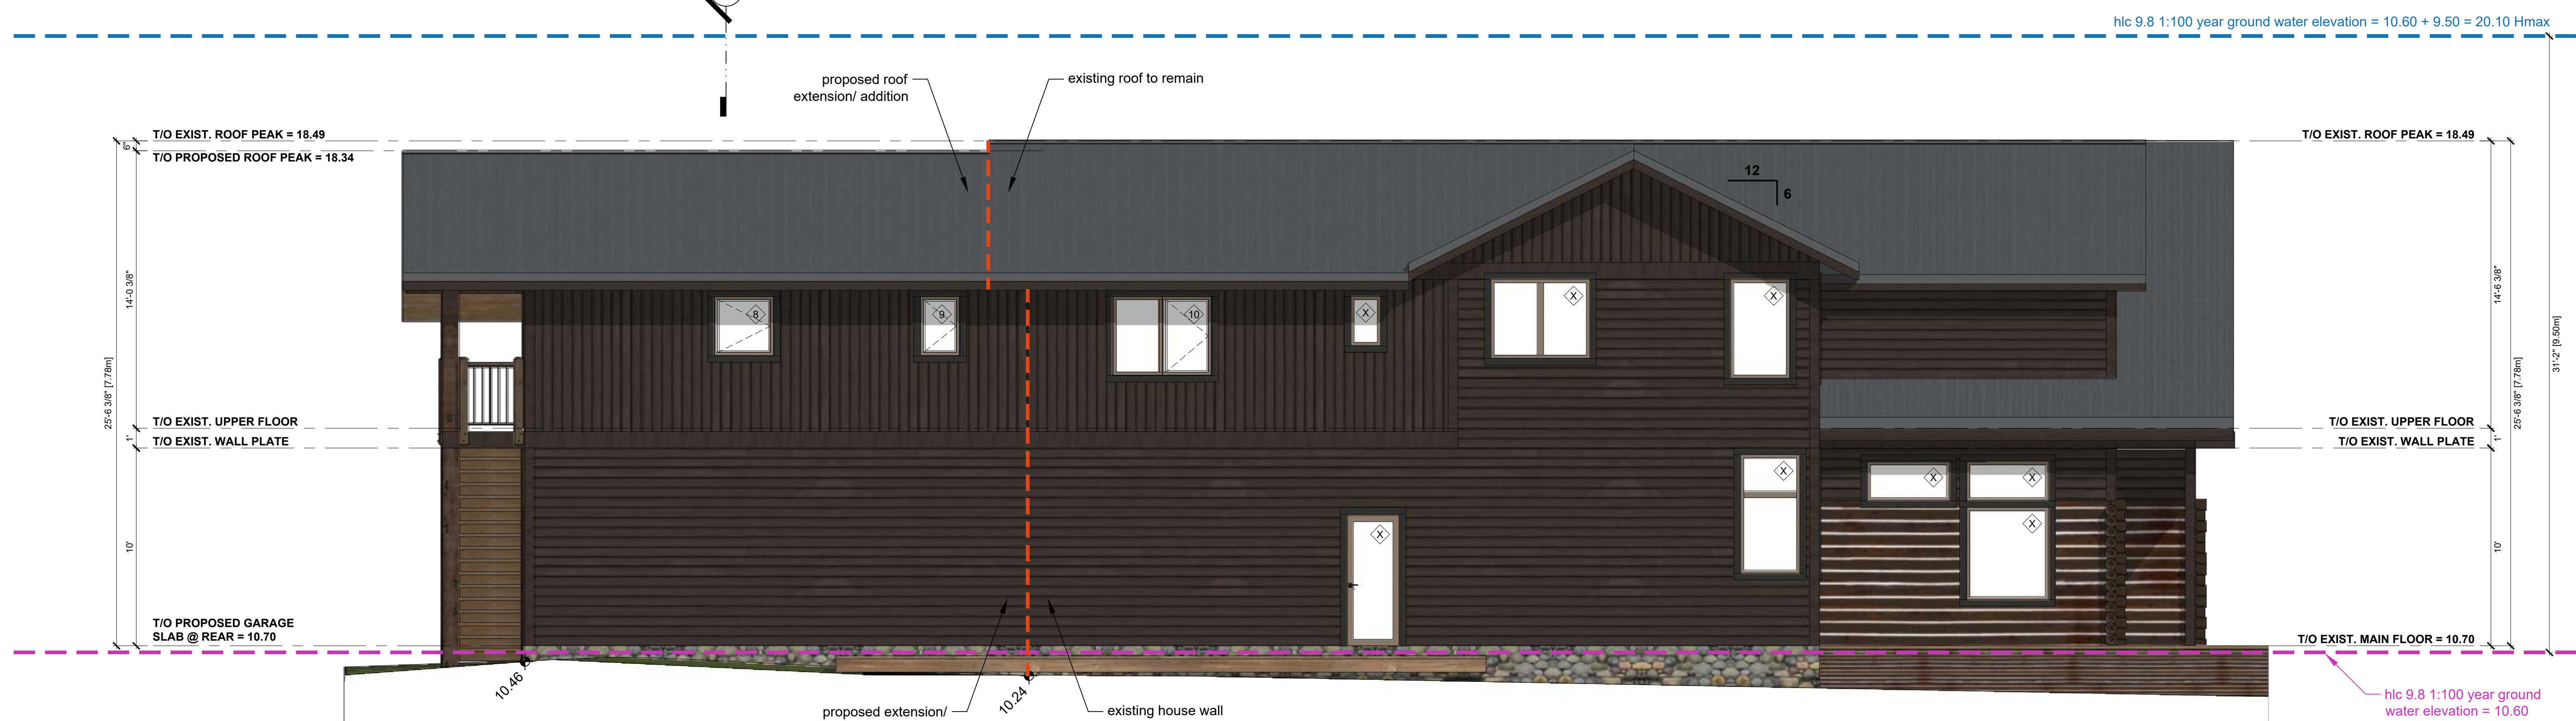 hlc 9.8 1:100 year ground water elevation = 10.60 + 9.50 = 20.10 Hmax
proposed roof
extension/ addition
existing roof to remain
T/O EXIST. ROOF PEAK = 18.49
T/O PROPOSED ROOF PEAK = 18.34
T/O EXIST. ROOF PEAK = 18.49
6"
12
6
14'-0 3/8"
25'-6 3/8" [7.78m]
8
9
10
X
X
X
14'-6 3/8"
25'-6 3/8" [7.78m]
31'-2" [9.50m]
T/O EXIST. UPPER FLOOR
T/O EXIST. WALL PLATE
1'
T/O EXIST. UPPER FLOOR
T/O EXIST. WALL PLATE
1'
X
X
X
X
X
10'
10'
T/O PROPOSED GARAGE
SLAB @ REAR = 10.70
T/O EXIST. MAIN FLOOR = 10.70
10.46
10.24
proposed extension/
existing house wall
hlc 9.8 1:100 year ground
water elevation = 10.60